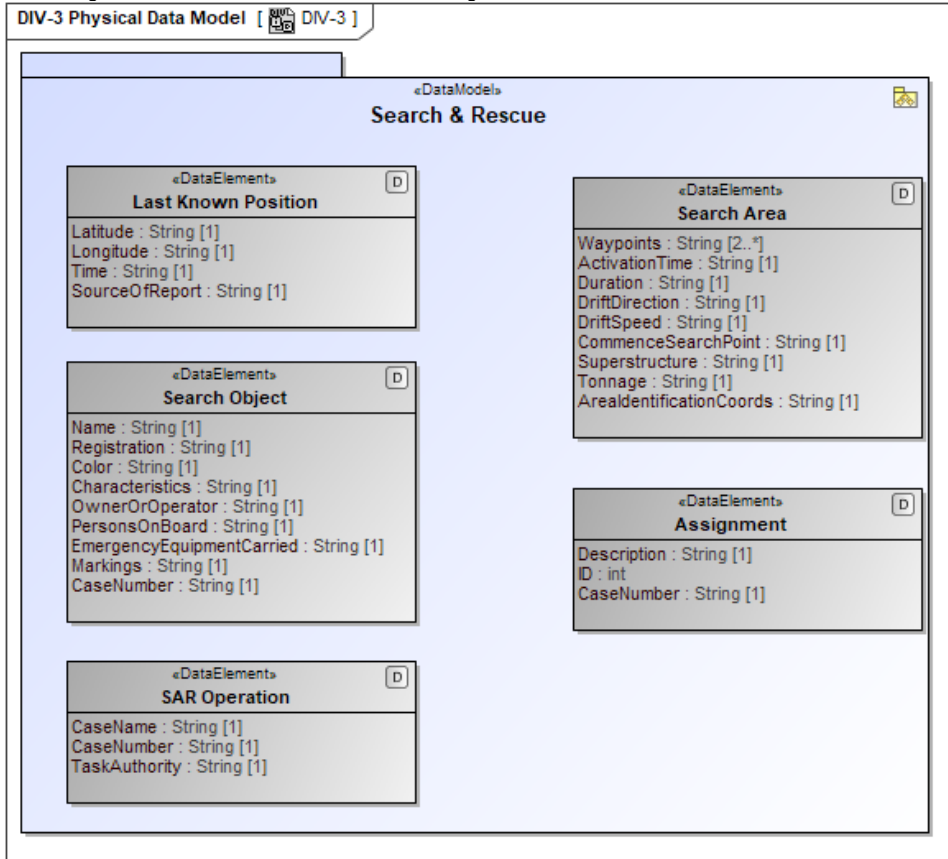 DIV-3 Physical Data Model [ DIV-3 ]
«DataModel»
Search & Rescue
«DataElement»
D
Last Known Position
Latitude : String [1]
Longitude : String [1]
Time : String [1]
SourceOfReport : String [1]
«DataElement»
D
Search Object
Name : String [1]
Registration : String [1]
Color : String [1]
Characteristics : String [1]
OwnerOrOperator : String [1]
PersonsOnBoard : String [1]
EmergencyEquipmentCarried : String [1]
Markings : String [1]
CaseNumber : String [1]
«DataElement»
D
SAR Operation
CaseName : String [1]
CaseNumber : String [1]
TaskAuthority : String [1]
«DataElement»
D
Search Area
Waypoints : String [2..*]
ActivationTime : String [1]
Duration : String [1]
DriftDirection : String [1]
DriftSpeed : String [1]
CommenceSearchPoint : String [1]
Superstructure : String [1]
Tonnage : String [1]
AreaIdentificationCoords : String [1]
«DataElement»
D
Assignment
Description : String [1]
ID : int
CaseNumber : String [1]